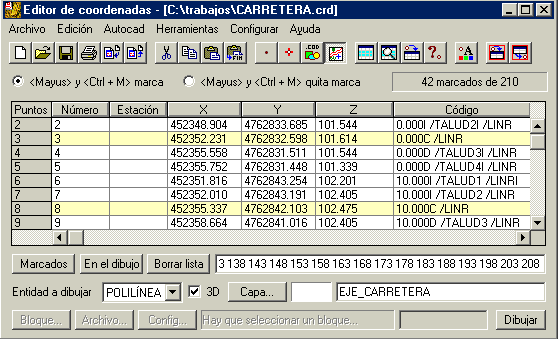 Editor de coordenadas - [C:\trabajos\CARRETERA.crd]
Archivo Edición Autocad Herramientas Configurar Ayuda
<Mayus> y <Ctrl + M> marca <Mayus> y <Ctrl + M> quita marca 42 marcados de 210
Puntos Número Estación X Y Z Código
2 2 452348.904 4762833.685 101.544 0.000I /TALUD2I /LINR
3 3 452352.231 4762832.598 101.614 0.000C /LINR
4 4 452355.558 4762831.511 101.544 0.000D /TALUD3I /LINR
5 5 452355.752 4762831.448 101.339 0.000D /TALUD4I /LINR
6 6 452351.816 4762843.254 102.201 10.000I /TALUD1 /LINRI
7 7 452352.010 4762843.191 102.405 10.000I /TALUD2 /LINR
8 8 452355.337 4762842.103 102.475 10.000C /LINR
9 9 452358.664 4762841.016 102.405 10.000D /TALUD3 /LINR
Marcados En el dibujo Borrar lista 3 138 143 148 153 158 163 168 173 178 183 188 193 198 203 208
Entidad a dibujar POLILÍNEA 3D Capa... EJE_CARRETERA
Bloque... Archivo... Config... Hay que seleccionar un bloque... Dibujar